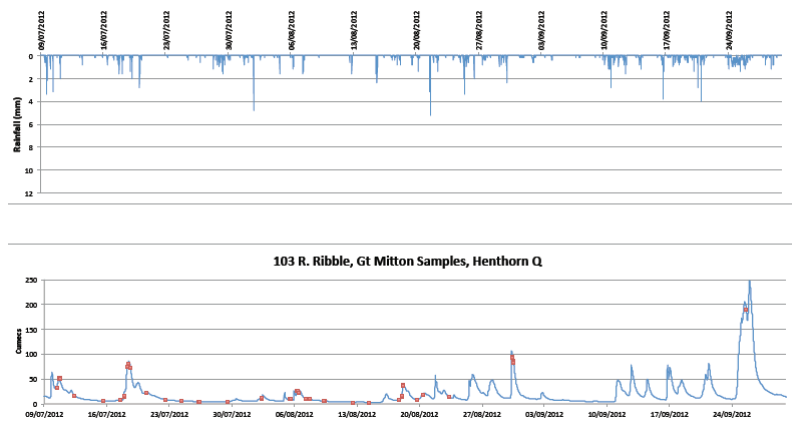 09/07/2012 16/07/2012 23/07/2012 30/07/2012 06/08/2012 13/08/2012 20/08/2012 27/08/2012 03/09/2012 10/09/2012 17/09/2012 24/09/2012
0
2
4
6
8
10
12
Rainfall (mm)
103 R. Ribble, Gt Mitton Samples, Henthorn Q
250
200
150
100
50
0
Cumecs
09/07/2012 16/07/2012 23/07/2012 30/07/2012 06/08/2012 13/08/2012 20/08/2012 27/08/2012 03/09/2012 10/09/2012 17/09/2012 24/09/2012